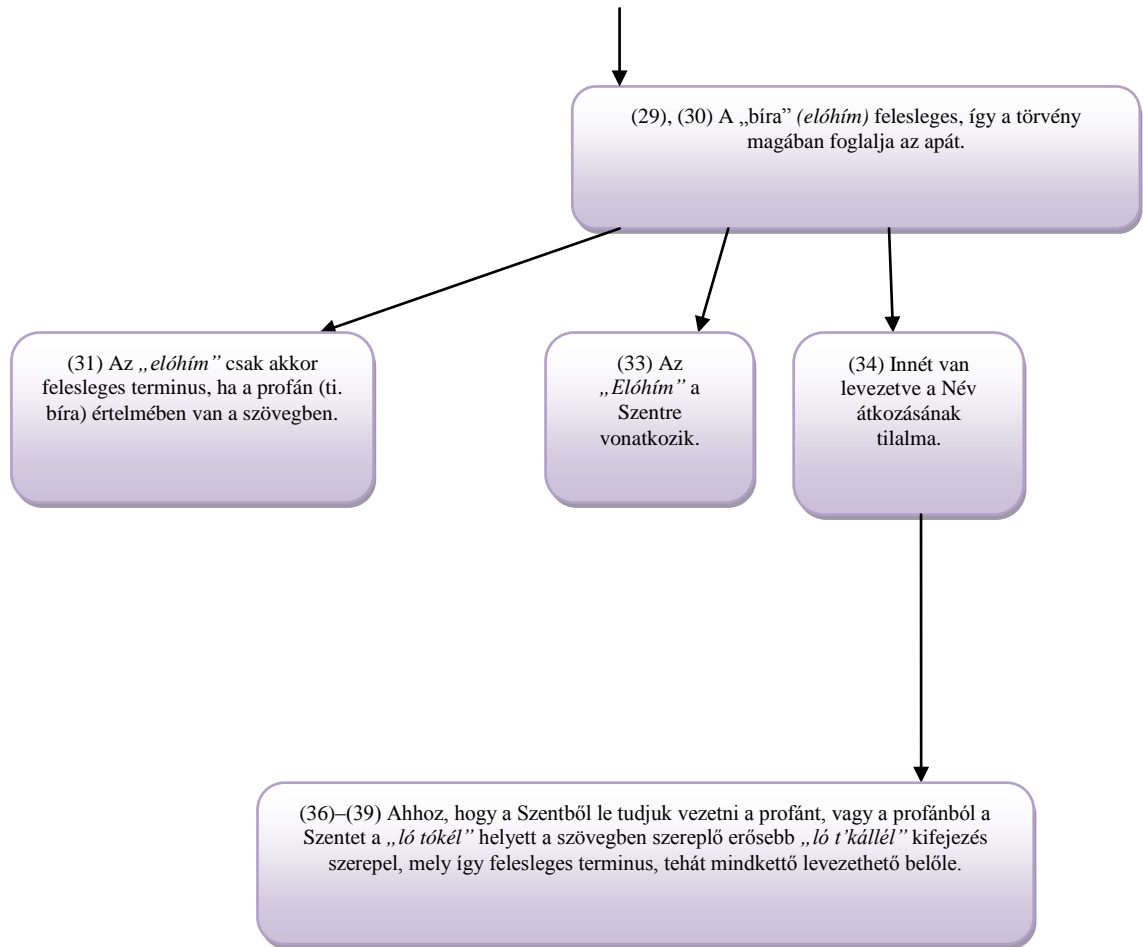 (29), (30) A „bíra” (elóhím) felesleges, így a törvény
magában foglalja az apát.
(31) Az „elóhím” csak akkor
felesleges terminus, ha a profán (ti.
bíra) értelmében van a szövegben.
(33) Az
„Elóhím” a
Szentre
vonatkozik.
(34) Innét van
levezetve a Név
átkozásának
tilalma.
(36)–(39) Ahhoz, hogy a Szentből le tudjuk vezetni a profánt, vagy a profánból a
Szentet a „ló tókél” helyett a szövegben szereplő erősebb „ló t'kállél” kifejezés
szerepel, mely így felesleges terminus, tehát mindkettő levezethető belőle.